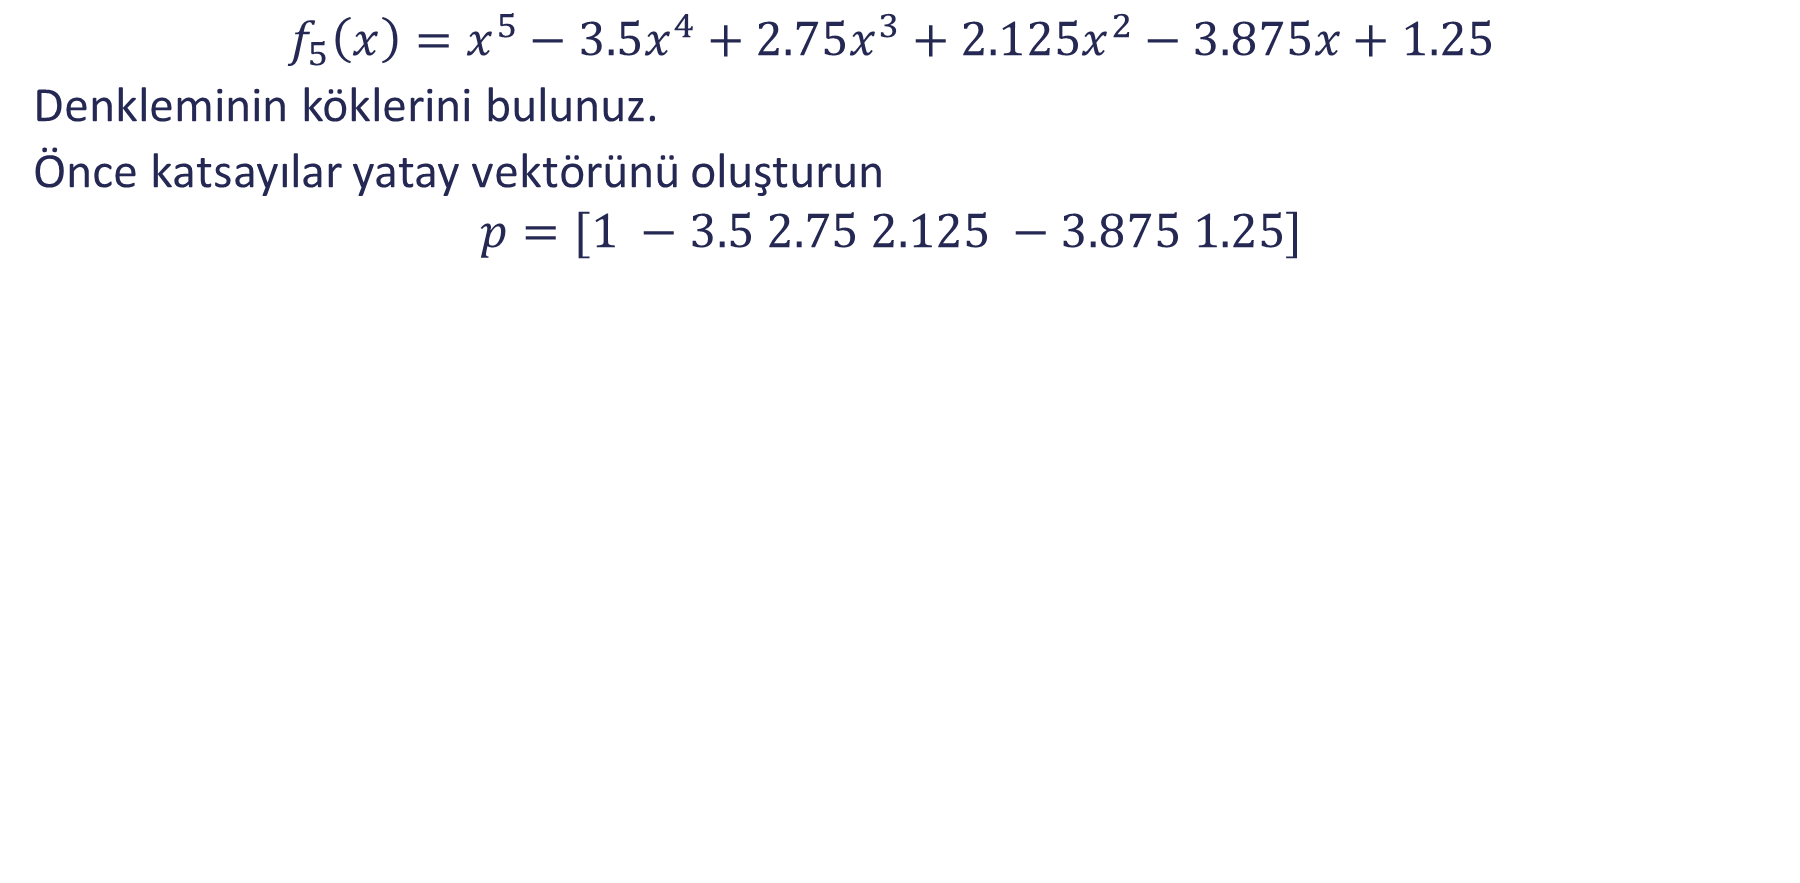 f₅(x) = x⁵ − 3.5x⁴ + 2.75x³ + 2.125x² − 3.875x + 1.25
Denkleminin köklerini bulunuz.
Önce katsayılar yatay vektörünü oluşturun
p = [1 − 3.5 2.75 2.125 − 3.875 1.25]